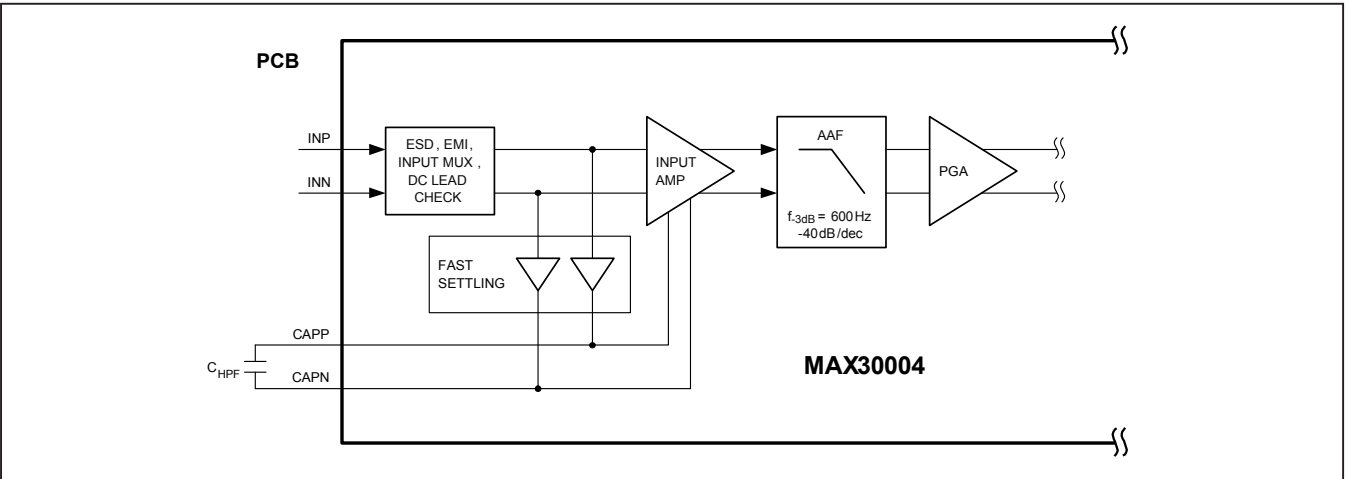 PCB
INP
INN
ESD , EMI ,
INPUT MUX ,
DC LEAD
CHECK
INPUT
AMP
AAF
f-3dB = 600Hz
-40dB/dec
PGA
FAST
SETTLING
CAPP
CHPF
CAPN
MAX30004